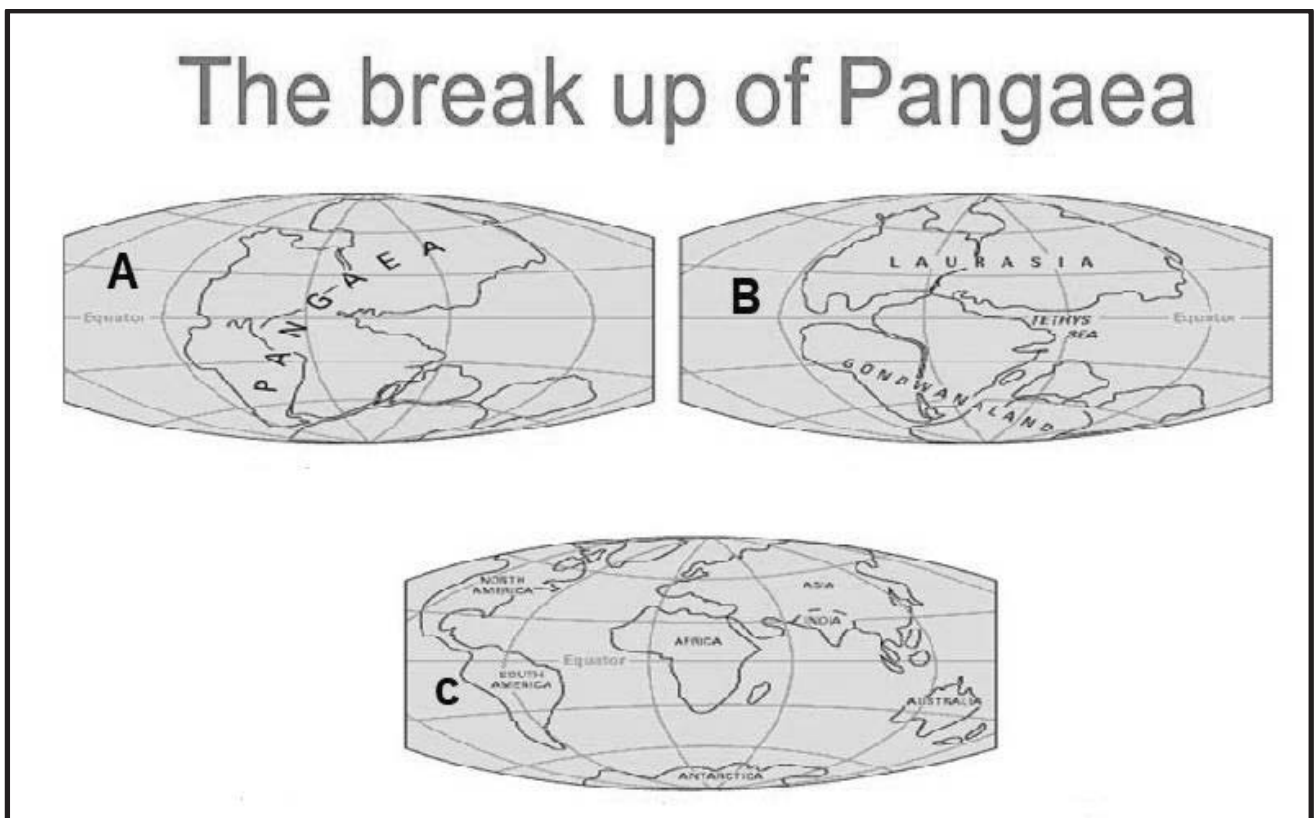 The break up of Pangaea
A
Equator
PANGAEA
B
LAURASIA
Equator
TETHYS
SEA
GONDWANALAND
C
NORTH
AMERICA
ASIA
INDIA
AFRICA
Equator
SOUTH
AMERICA
AUSTRALIA
ANTARCTICA